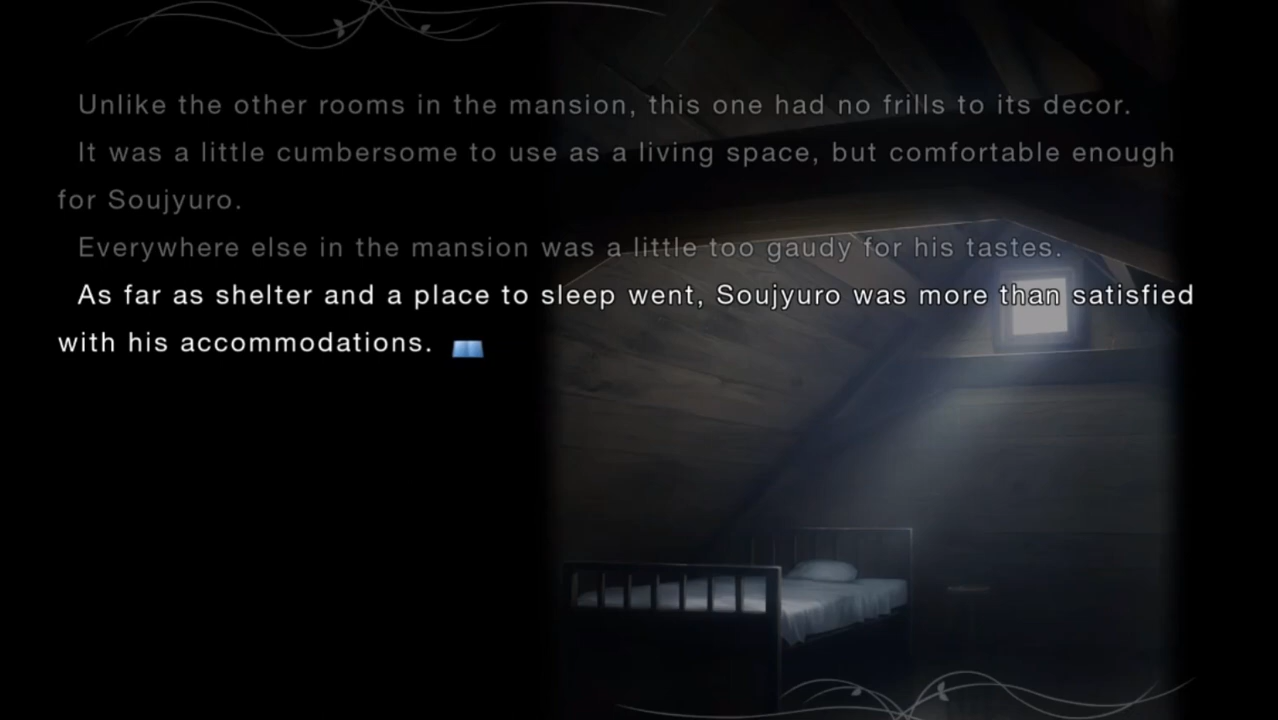 Unlike the other rooms in the mansion, this one had no frills to its decor.
It was a little cumbersome to use as a living space, but comfortable enough
for Soujyuro.
Everywhere else in the mansion was a little too gaudy for his tastes.
As far as shelter and a place to sleep went, Soujyuro was more than satisfied
with his accommodations.